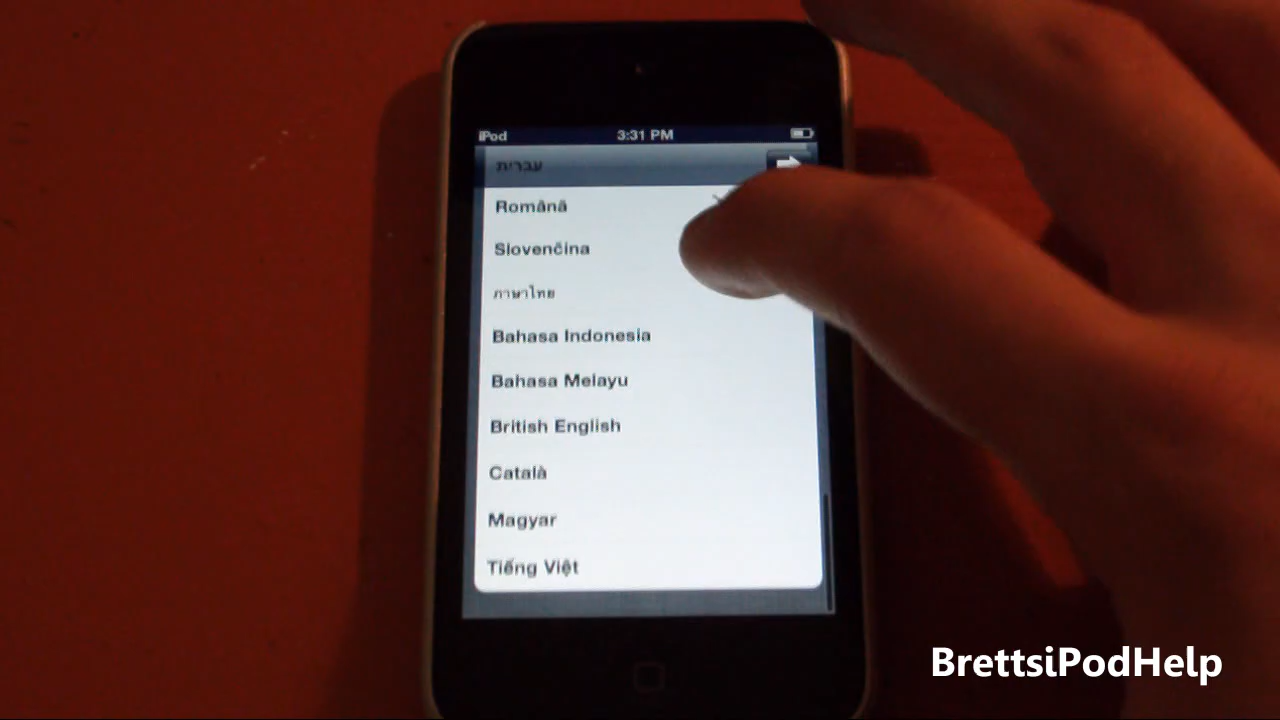 iPod 3:31 PM
עברית
Română
Slovenčina
ภาษาไทย
Bahasa Indonesia
Bahasa Melayu
British English
Català
Magyar
Tiếng Việt
BrettsiPodHelp